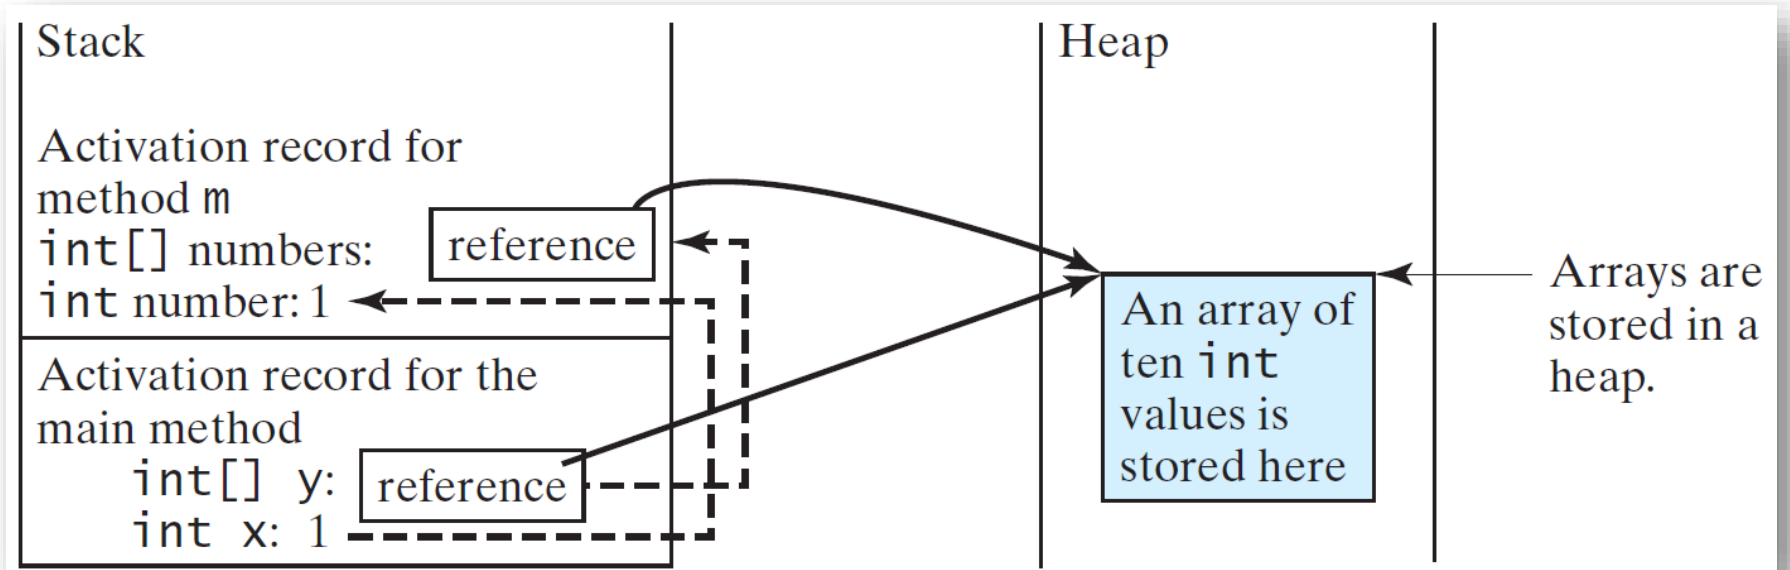 Stack
Activation record for
method m
int[] numbers:
reference
int number: 1
Activation record for the
main method
int[] y:
reference
int x: 1
Heap
An array of
ten int
values is
stored here
Arrays are
stored in a
heap.